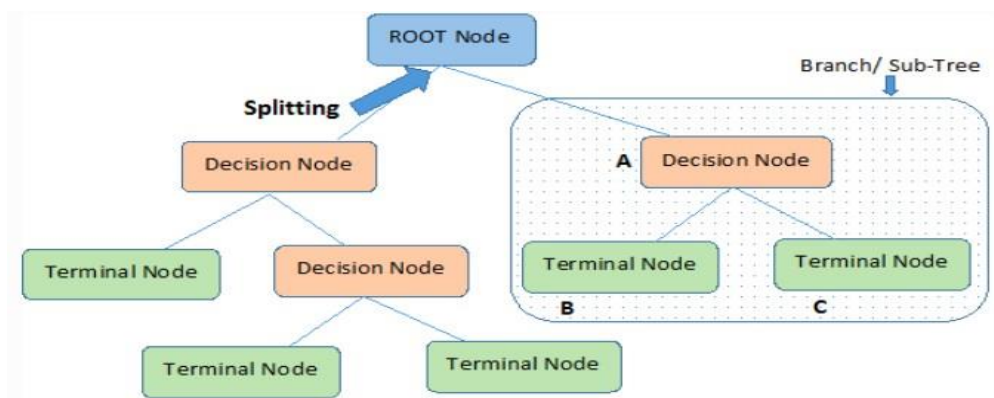 ROOT Node
Branch/ Sub-Tree
Splitting
Decision Node
A
Decision Node
Terminal Node
Decision Node
Terminal Node
Terminal Node
B
C
Terminal Node
Terminal Node